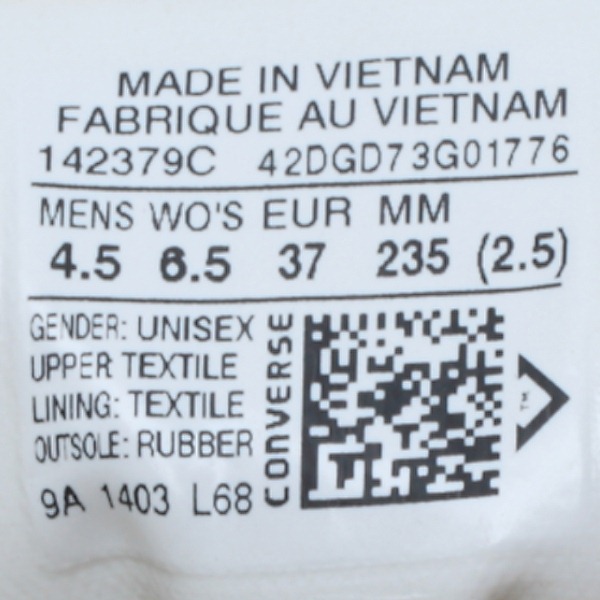 MADE IN VIETNAM
FABRIQUE AU VIETNAM
142379C 42DGD73G01776
MENS WO'S EUR MM
4.5 6.5 37 235 (2.5)
GENDER: UNISEX
UPPER TEXTILE
LINING: TEXTILE
OUTSOLE: RUBBER
9A 1403 L68
CONVERSE
TM